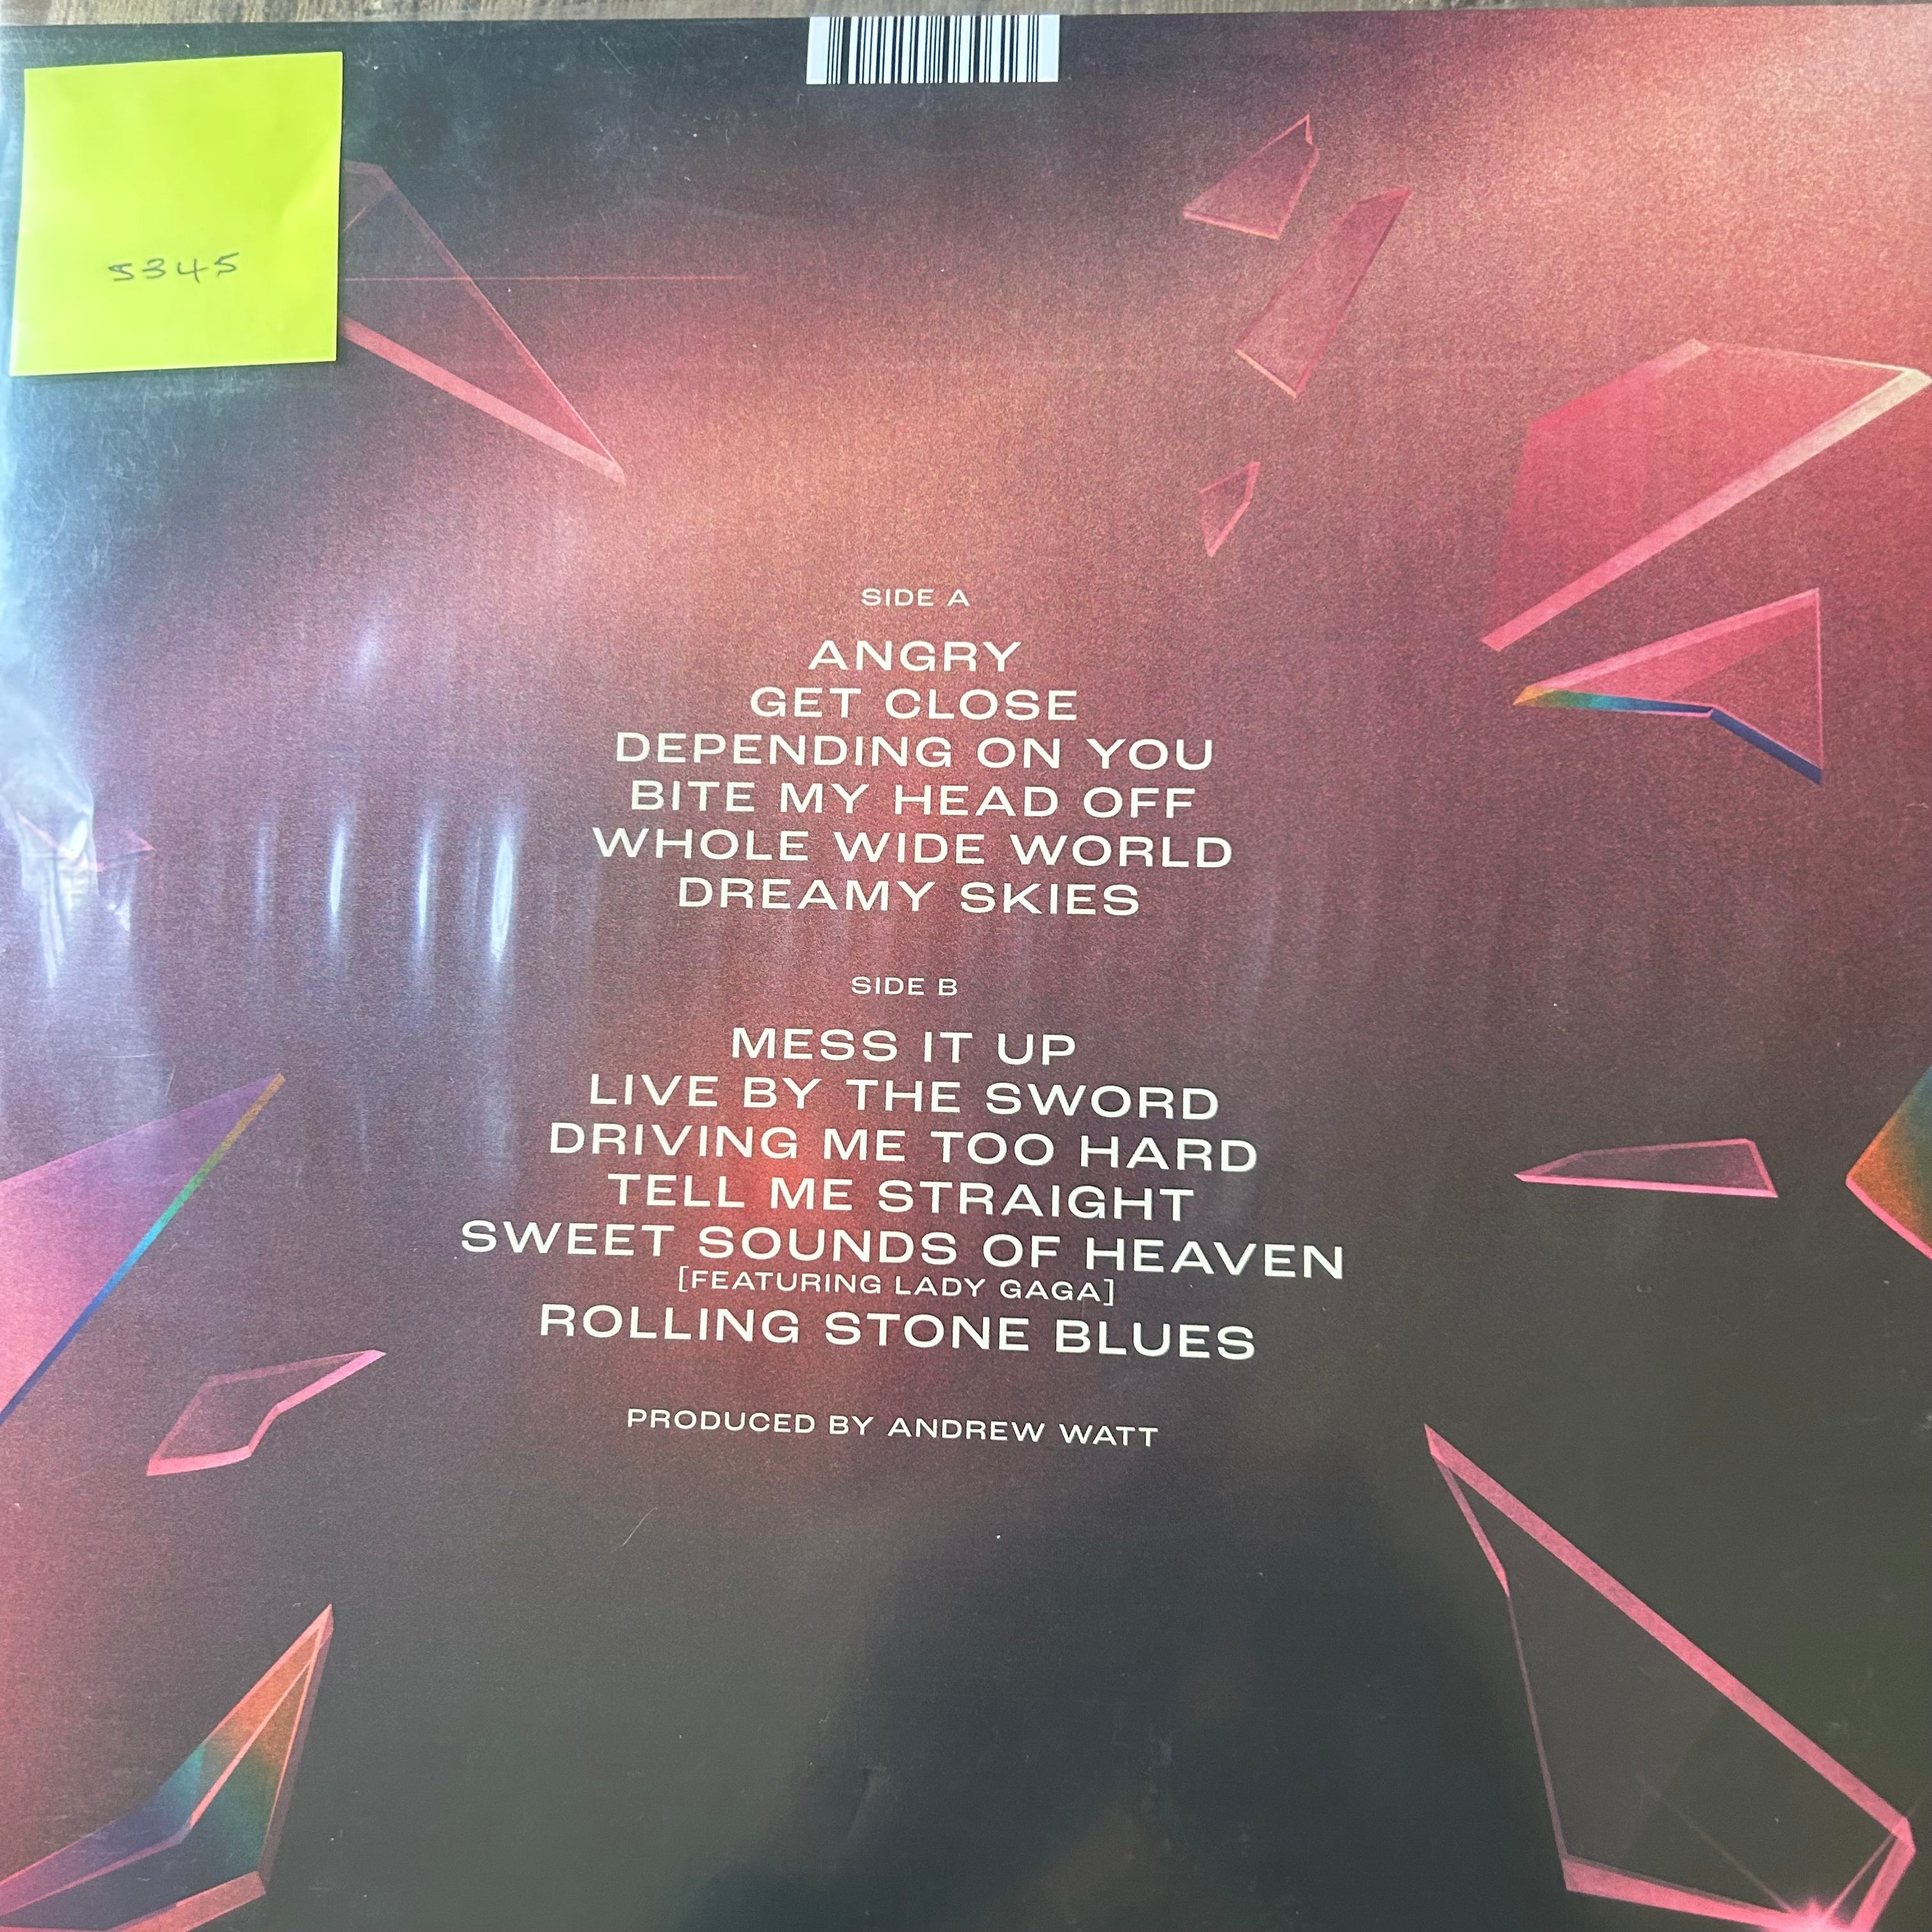 5345
SIDE A
ANGRY
GET CLOSE
DEPENDING ON YOU
BITE MY HEAD OFF
WHOLE WIDE WORLD
DREAMY SKIES
SIDE B
MESS IT UP
LIVE BY THE SWORD
DRIVING ME TOO HARD
TELL ME STRAIGHT
SWEET SOUNDS OF HEAVEN
[FEATURING LADY GAGA]
ROLLING STONE BLUES
PRODUCED BY ANDREW WATT